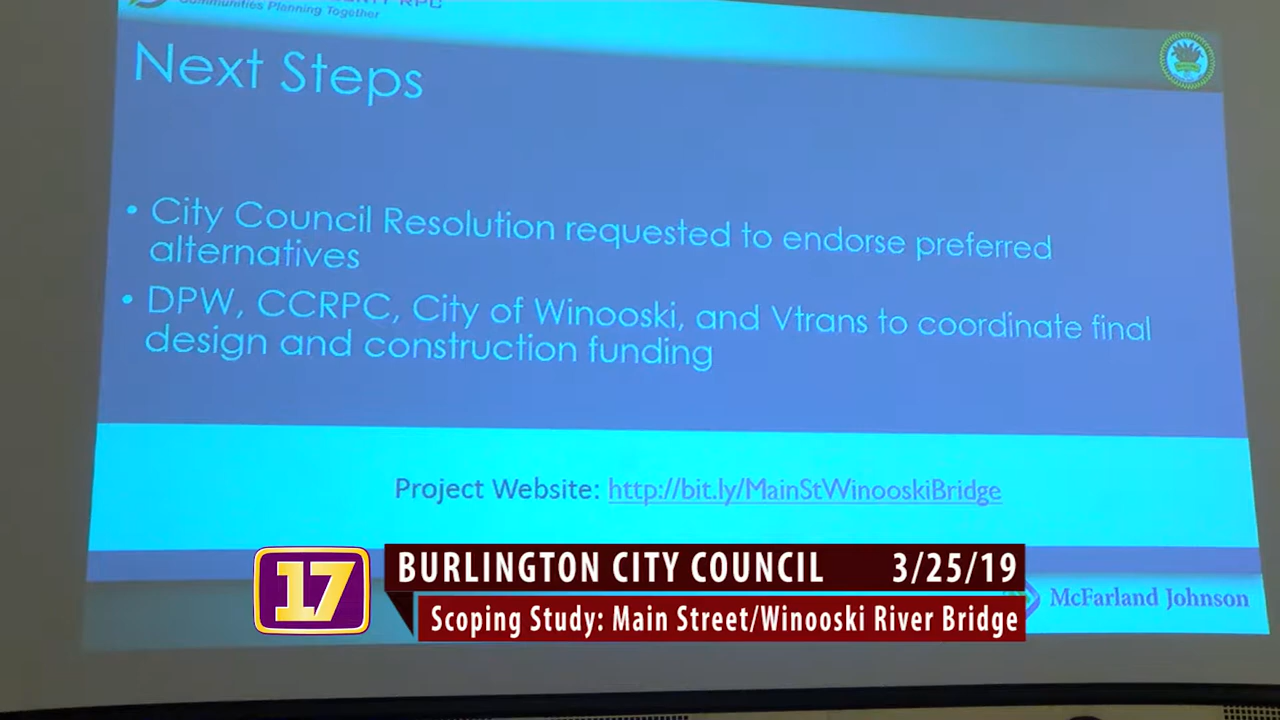 Communities Planning Together
Next Steps
• City Council Resolution requested to endorse preferred
alternatives
• DPW, CCRPC, City of Winooski, and Vtrans to coordinate final
design and construction funding
Project Website: http://bit.ly/MainStWinooskiBridge
17
BURLINGTON CITY COUNCIL 3/25/19
Scoping Study: Main Street/Winooski River Bridge
McFarland Johnson